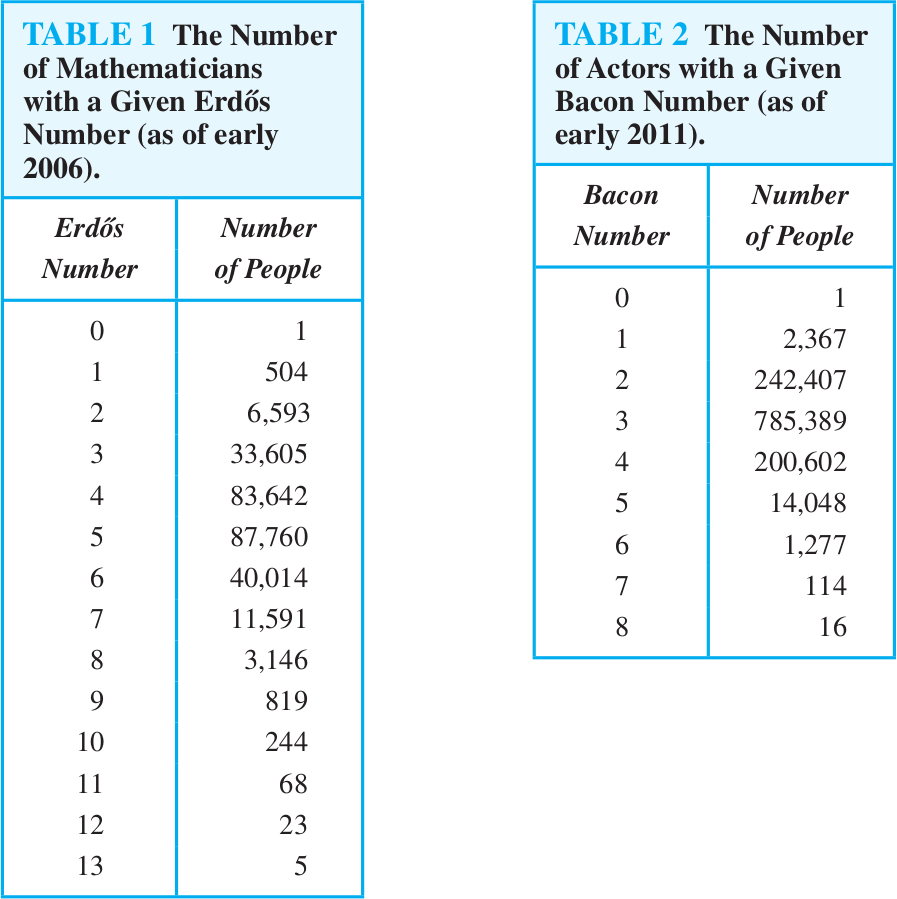 TABLE 1 The Number
of Mathematicians
with a Given Erdős
Number (as of early
2006).
Erdős Number
Number of People
0 1
1 504
2 6,593
3 33,605
4 83,642
5 87,760
6 40,014
7 11,591
8 3,146
9 819
10 244
11 68
12 23
13 5
TABLE 2 The Number
of Actors with a Given
Bacon Number (as of
early 2011).
Bacon Number
Number of People
0 1
1 2,367
2 242,407
3 785,389
4 200,602
5 14,048
6 1,277
7 114
8 16